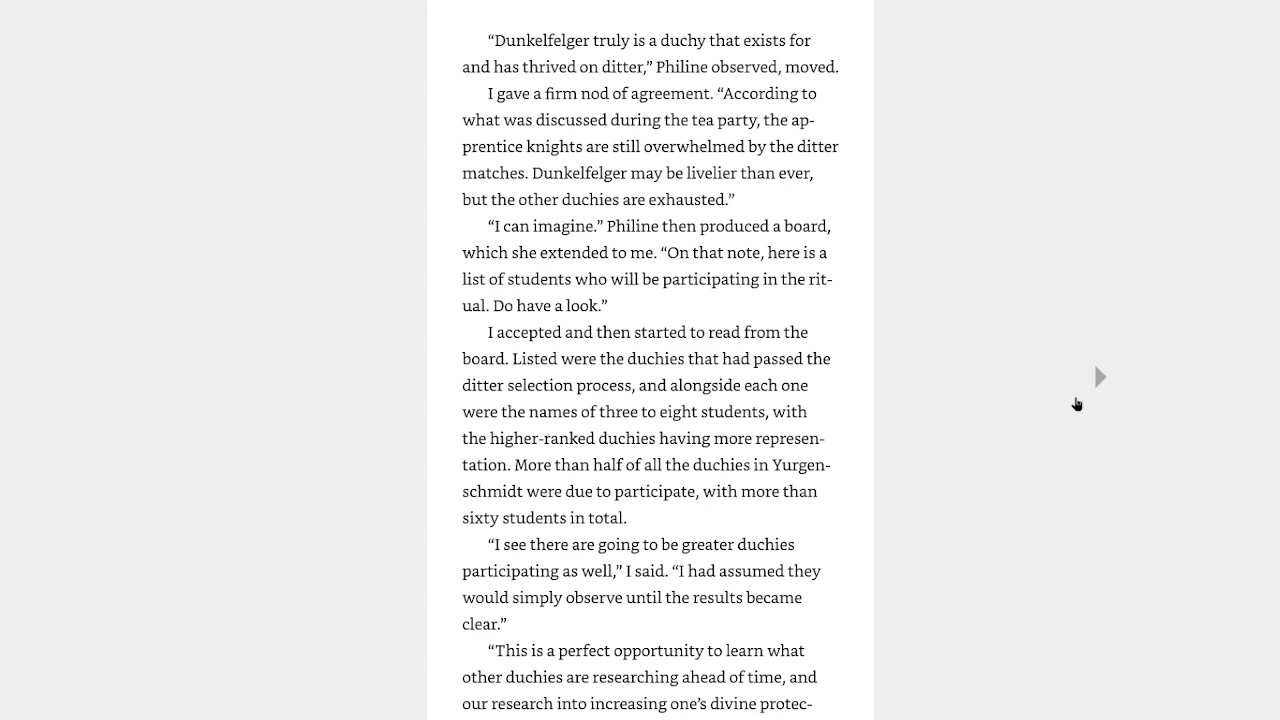 “Dunkelfelger truly is a duchy that exists for
and has thrived on ditter,” Philine observed, moved.
I gave a firm nod of agreement. “According to
what was discussed during the tea party, the ap-
prentice knights are still overwhelmed by the ditter
matches. Dunkelfelger may be livelier than ever,
but the other duchies are exhausted.”
“I can imagine.” Philine then produced a board,
which she extended to me. “On that note, here is a
list of students who will be participating in the rit-
ual. Do have a look.”
I accepted and then started to read from the
board. Listed were the duchies that had passed the
ditter selection process, and alongside each one
were the names of three to eight students, with
the higher-ranked duchies having more represen-
tation. More than half of all the duchies in Yurgen-
schmidt were due to participate, with more than
sixty students in total.
“I see there are going to be greater duchies
participating as well,” I said. “I had assumed they
would simply observe until the results became
clear.”
“This is a perfect opportunity to learn what
other duchies are researching ahead of time, and
our research into increasing one’s divine protec-